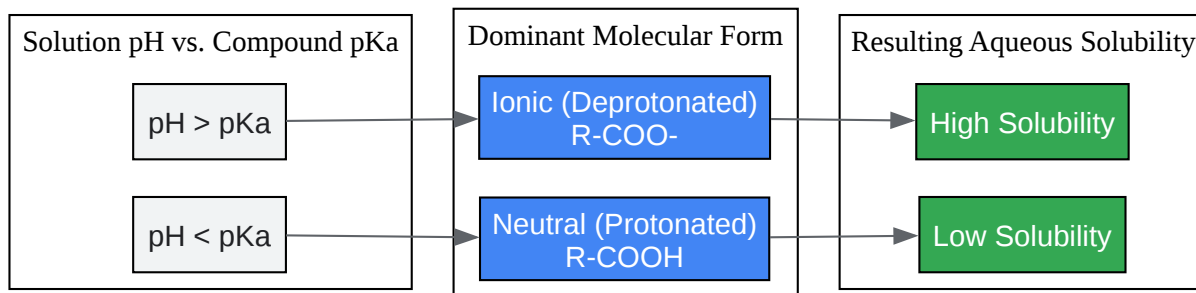 Solution pH vs. Compound pKa
pH > pKa
pH < pKa
Dominant Molecular Form
Ionic (Deprotonated)
R-COO-
Neutral (Protonated)
R-COOH
Resulting Aqueous Solubility
High Solubility
Low Solubility